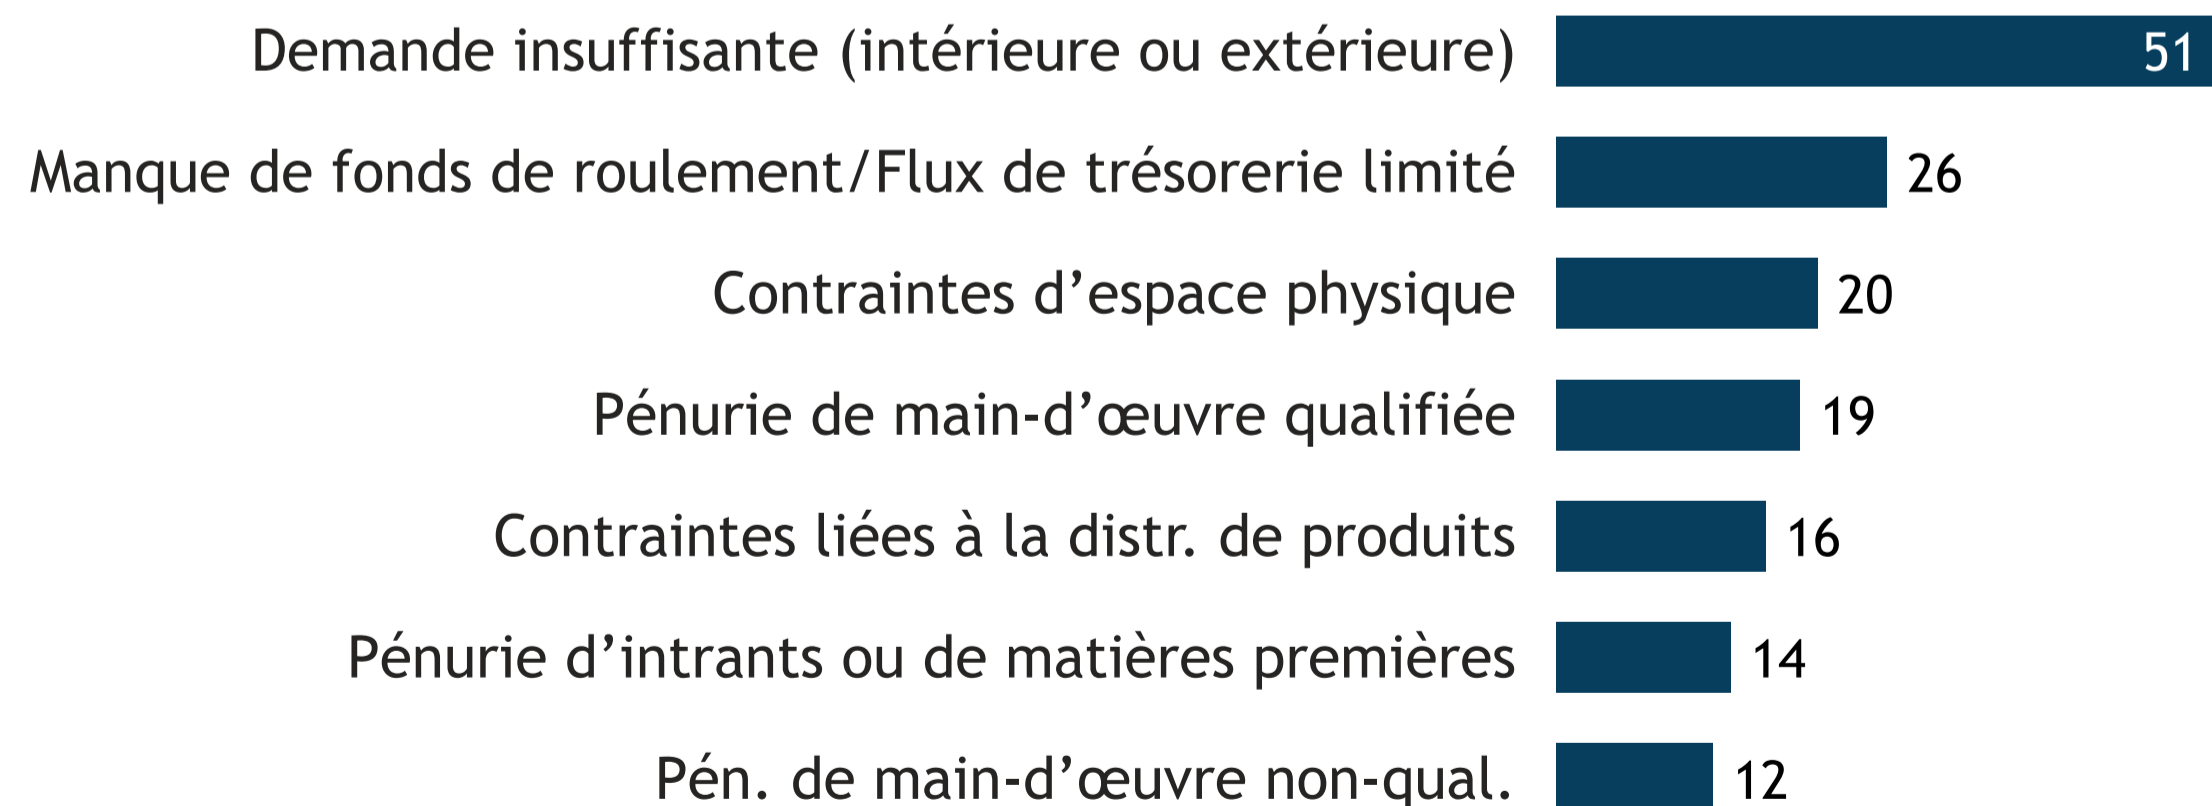 Demande insuffisante (intérieure ou extérieure) 51
Manque de fonds de roulement/Flux de trésorerie limité 26
Contraintes d’espace physique 20
Pénurie de main-d’œuvre qualifiée 19
Contraintes liées à la distr. de produits 16
Pénurie d’intrants ou de matières premières 14
Pén. de main-d’œuvre non-qual. 12